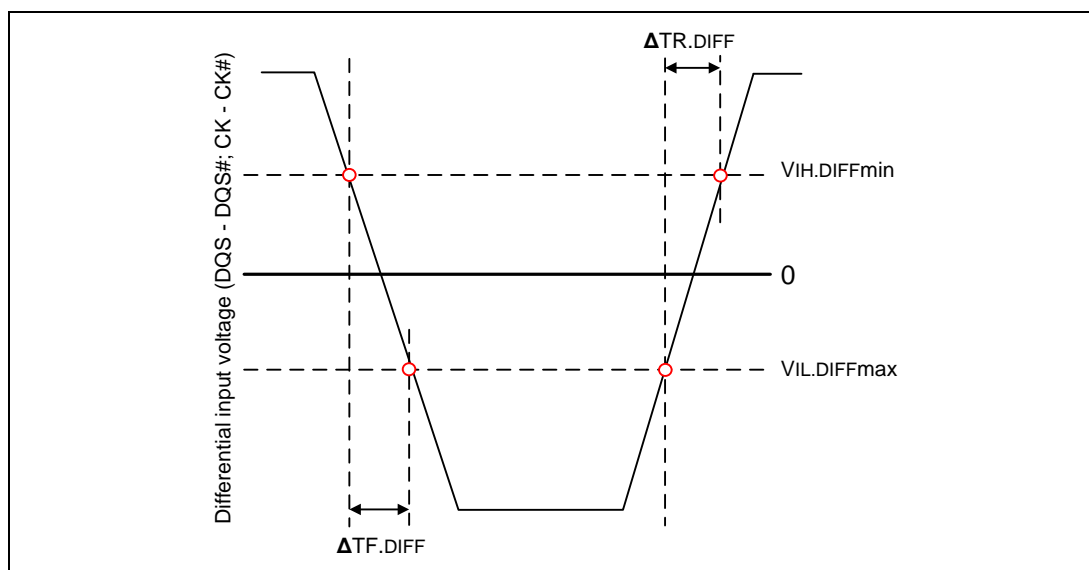 ΔTR.DIFF
Differential input voltage (DQS - DQS#; CK - CK#)
VIH.DIFFmin
0
VIL.DIFFmax
ΔTF.DIFF